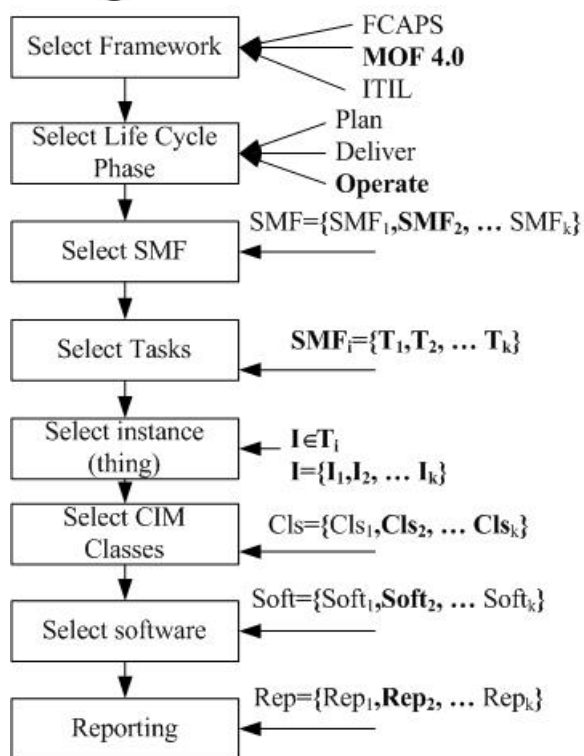 Select Framework
FCAPS
MOF 4.0
ITIL
Select Life Cycle
Phase
Plan
Deliver
Operate
SMF={SMF₁,SMF₂, … SMFₖ}
Select SMF
Select Tasks
SMFᵢ={T₁,T₂, … Tₖ}
Select instance
(thing)
I∈Tᵢ
I={I₁,I₂, … Iₖ}
Select CIM
Classes
Cls={Cls₁,Cls₂, … Clsₖ}
Soft={Soft₁,Soft₂, … Softₖ}
Select software
Rep={Rep₁,Rep₂, … Repₖ}
Reporting